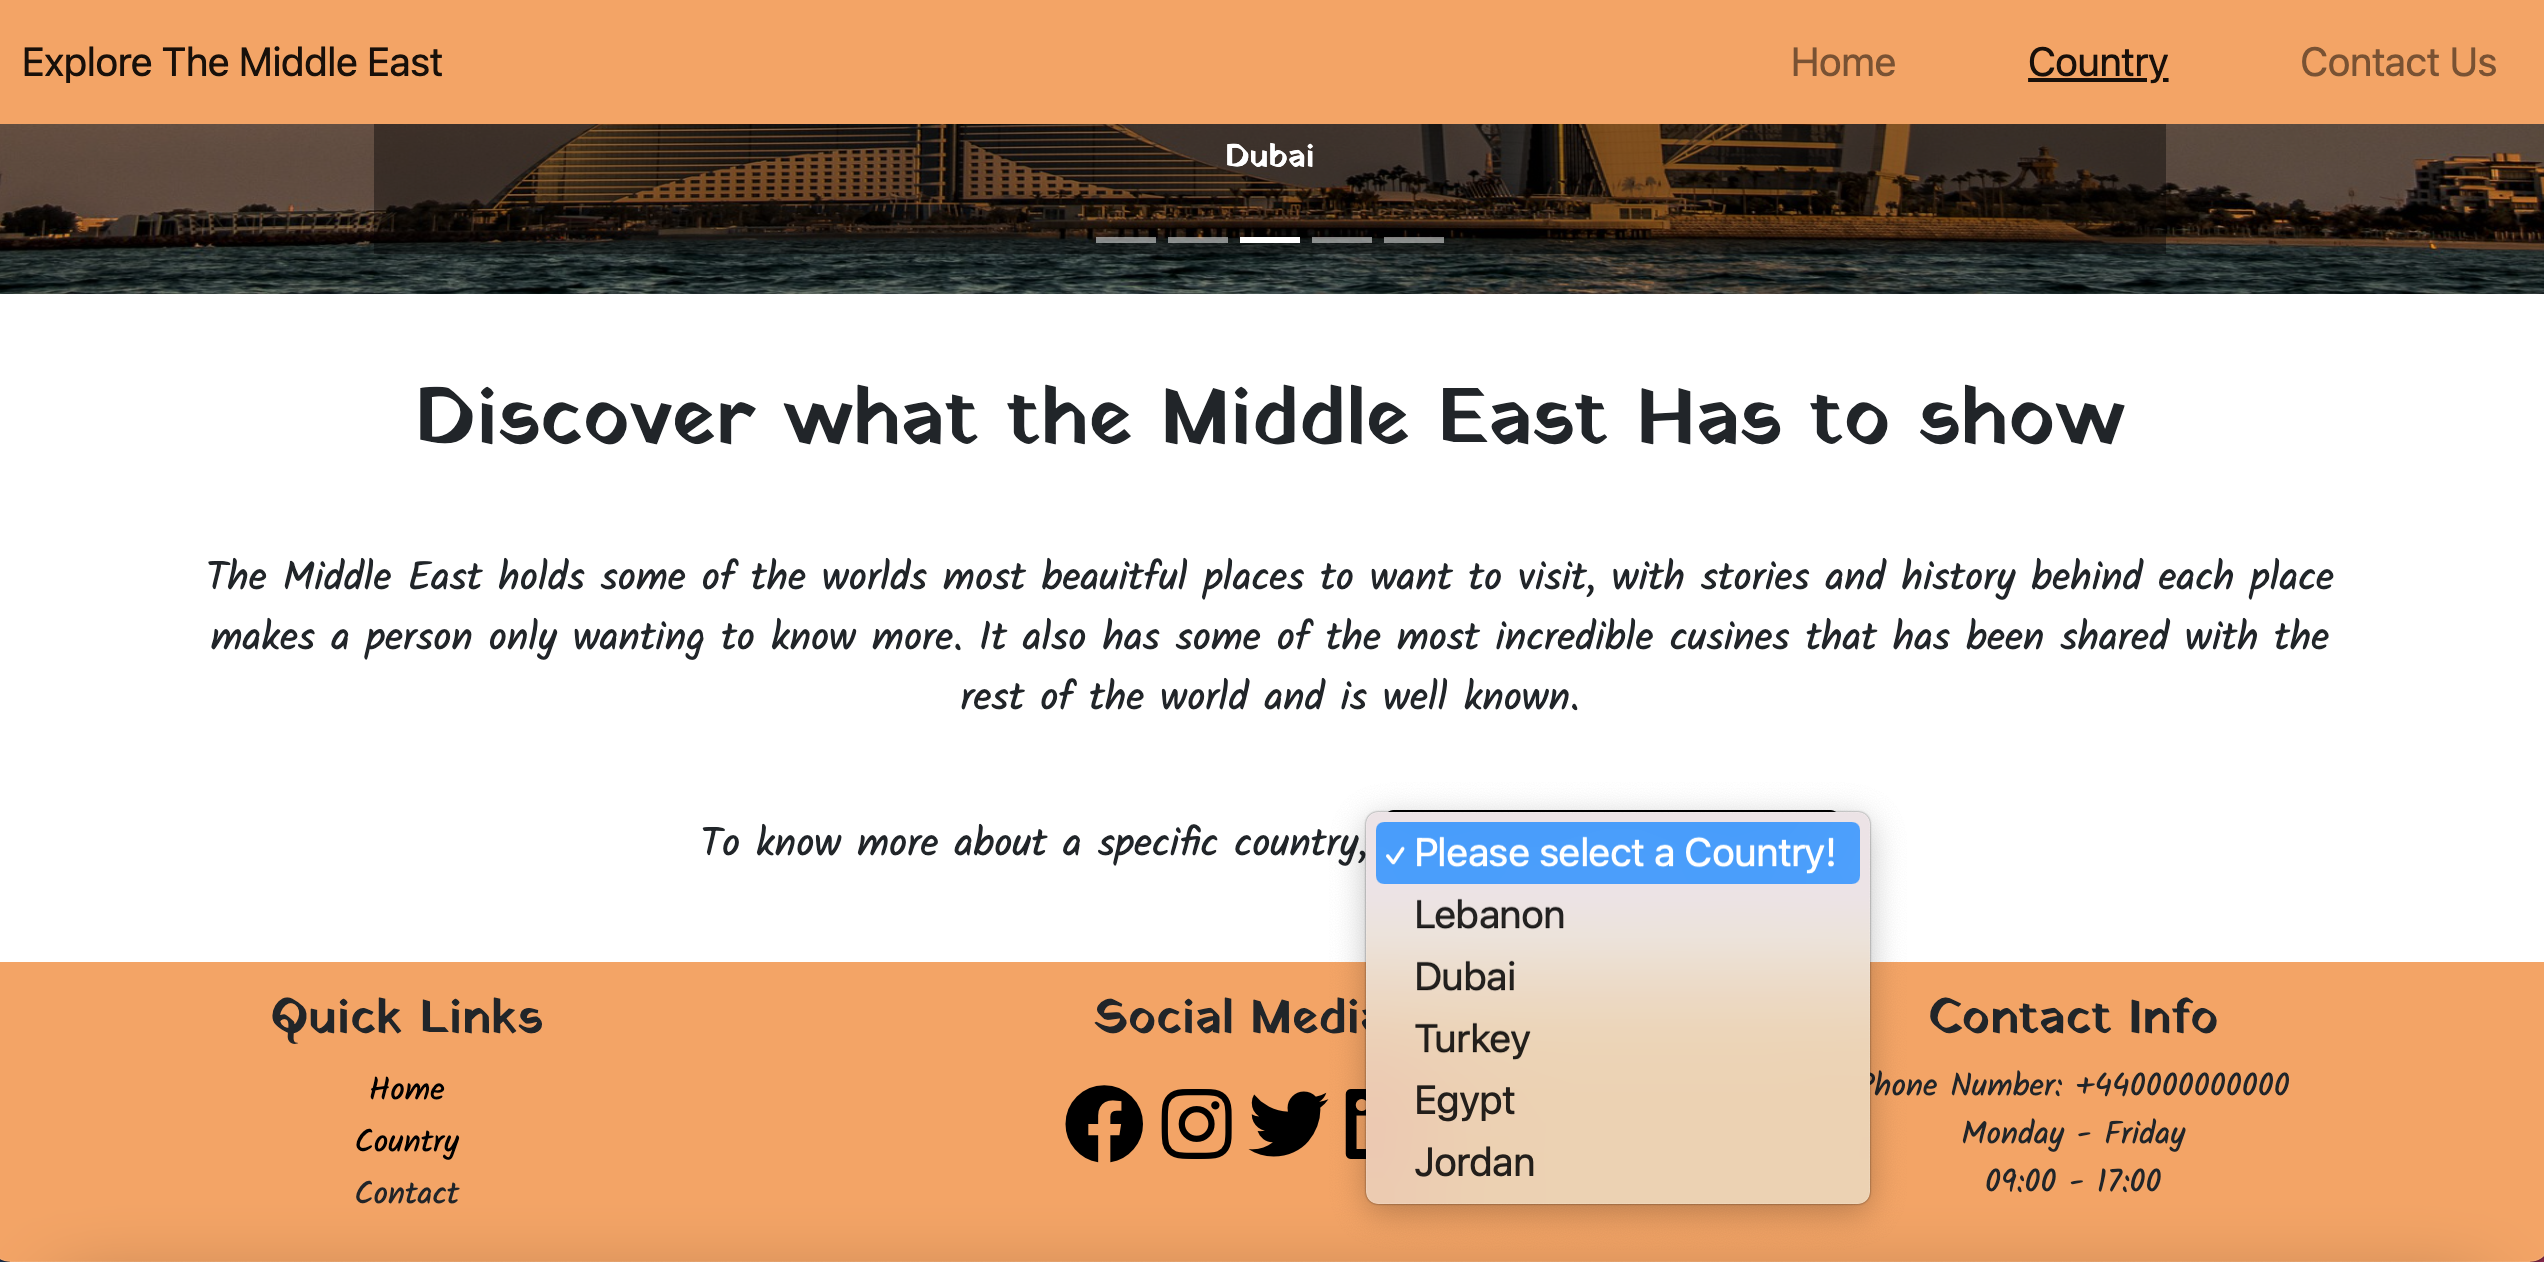 Explore The Middle East
Home
Country
Contact Us
Dubai
Discover what the Middle East Has to show
The Middle East holds some of the worlds most beauitful places to want to visit, with stories and history behind each place
makes a person only wanting to know more. It also has some of the most incredible cusines that has been shared with the
rest of the world and is well known.
To know more about a specific country,
✓ Please select a Country!
Lebanon
Dubai
Turkey
Egypt
Jordan
Quick Links
Home
Country
Contact
Social Media
Contact Info
Phone Number: +440000000000
Monday - Friday
09:00 - 17:00